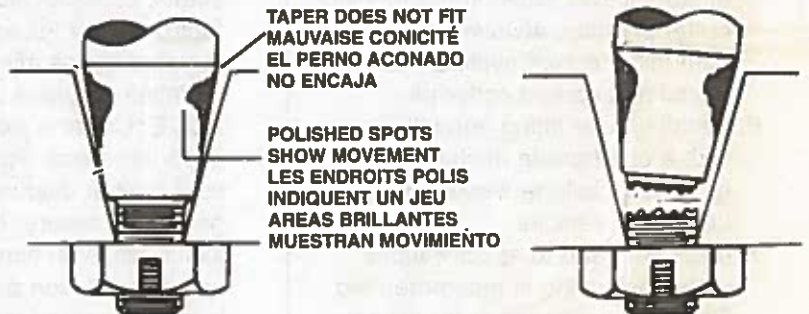 TAPER DOES NOT FIT
MAUVAISE CONICITÉ
EL PERNO ACONADO
NO ENCAJA
POLISHED SPOTS
SHOW MOVEMENT
LES ENDROITS POLIS
INDIQUENT UN JEU
AREAS BRILLANTES
MUESTRAN MOVIMIENTO